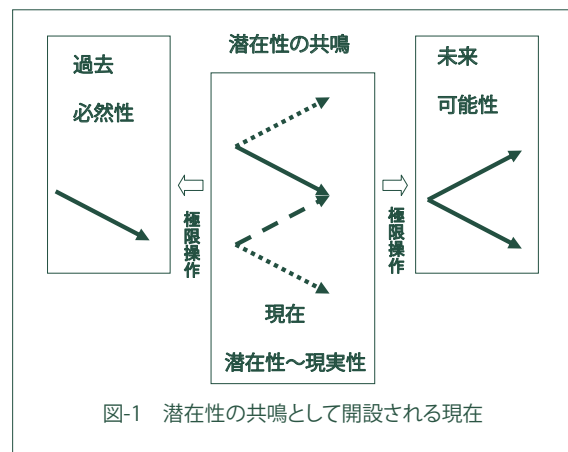 過去
必然性
極限操作
潜在性の共鳴
現在
潜在性～現実性
極限操作
未来
可能性
図-1　潜在性の共鳴として開設される現在